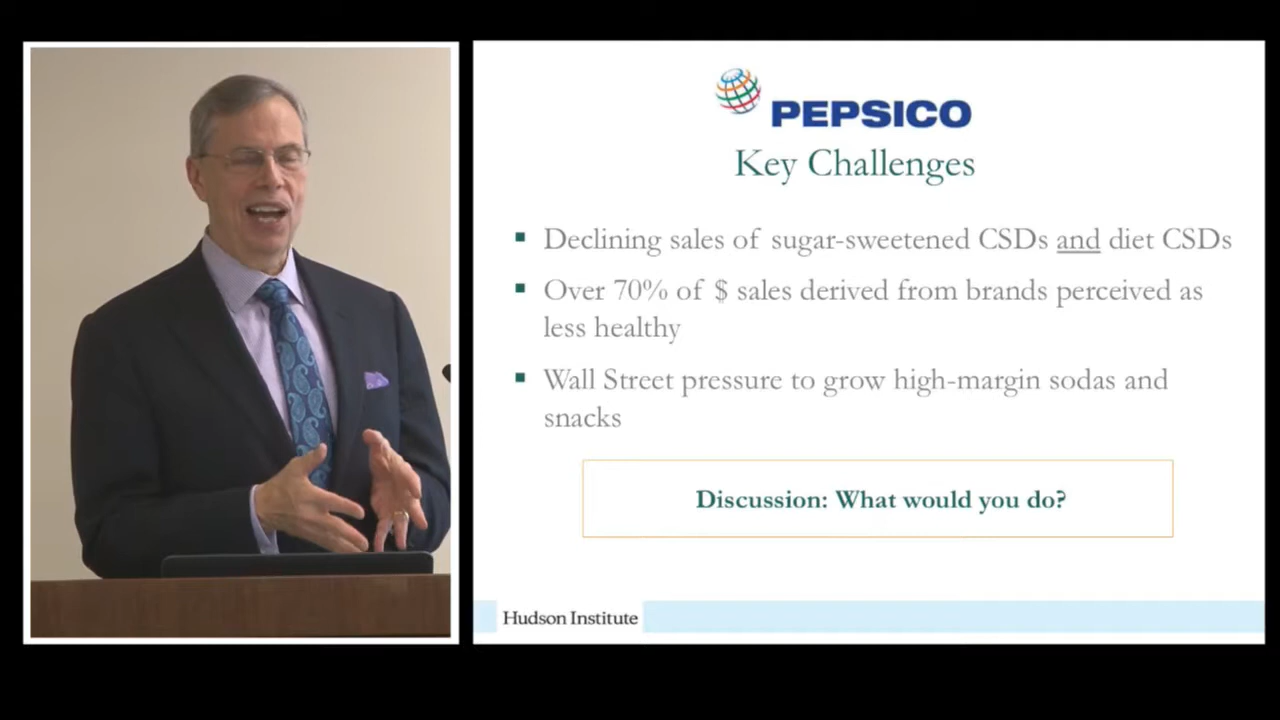 PEPSICO
Key Challenges
▪ Declining sales of sugar-sweetened CSDs and diet CSDs
▪ Over 70% of $ sales derived from brands perceived as
less healthy
▪ Wall Street pressure to grow high-margin sodas and
snacks
Discussion: What would you do?
Hudson Institute